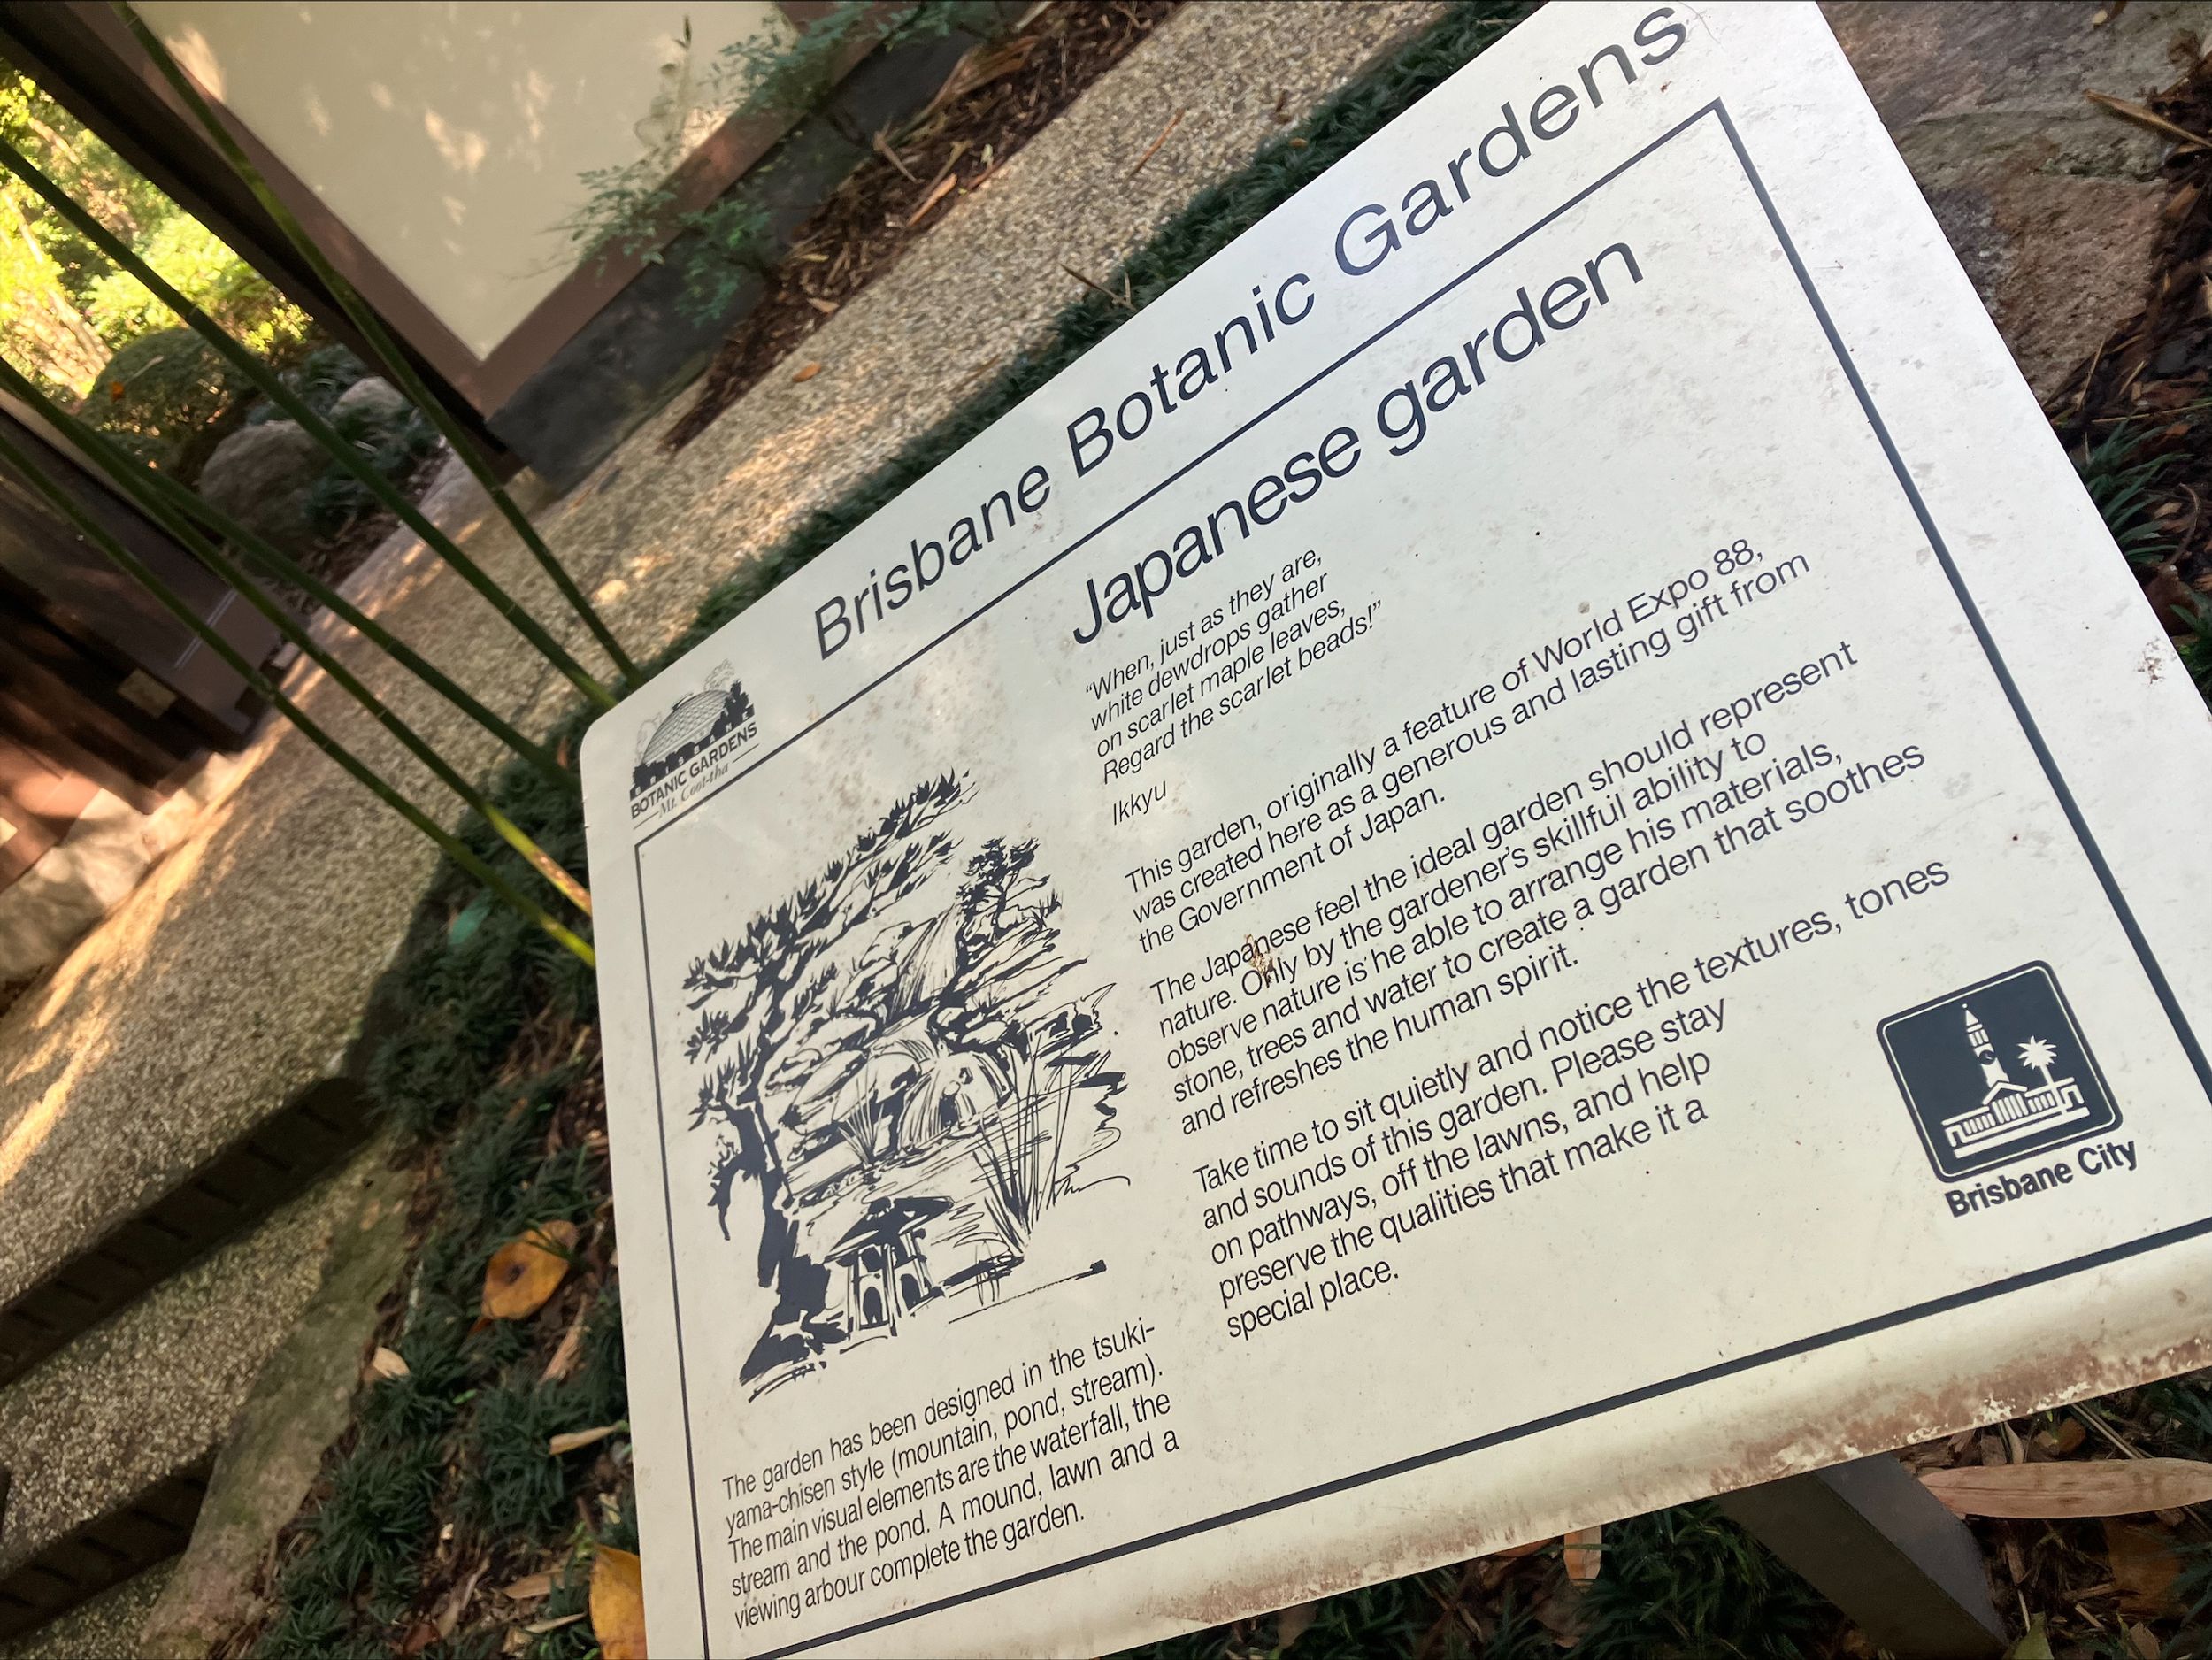 Brisbane Botanic Gardens
BRISBANE
BOTANIC GARDENS
Mt. Coot-tha
Japanese garden
“When, just as they are,
white dewdrops gather
on scarlet maple leaves,
Regard the scarlet beads!”
Ikkyu
This garden, originally a feature of World Expo 88,
was created here as a generous and lasting gift from
the Government of Japan.
The Japanese feel the ideal garden should represent
nature. Only by the gardener’s skillful ability to
observe nature is he able to arrange his materials,
stone, trees and water to create a garden that soothes
and refreshes the human spirit.
Take time to sit quietly and notice the textures, tones
and sounds of this garden. Please stay
on pathways, off the lawns, and help
preserve the qualities that make it a
special place.
The garden has been designed in the tsuki-
yama-chisen style (mountain, pond, stream).
The main visual elements are the waterfall, the
stream and the pond. A mound, lawn and a
viewing arbour complete the garden.
Brisbane City